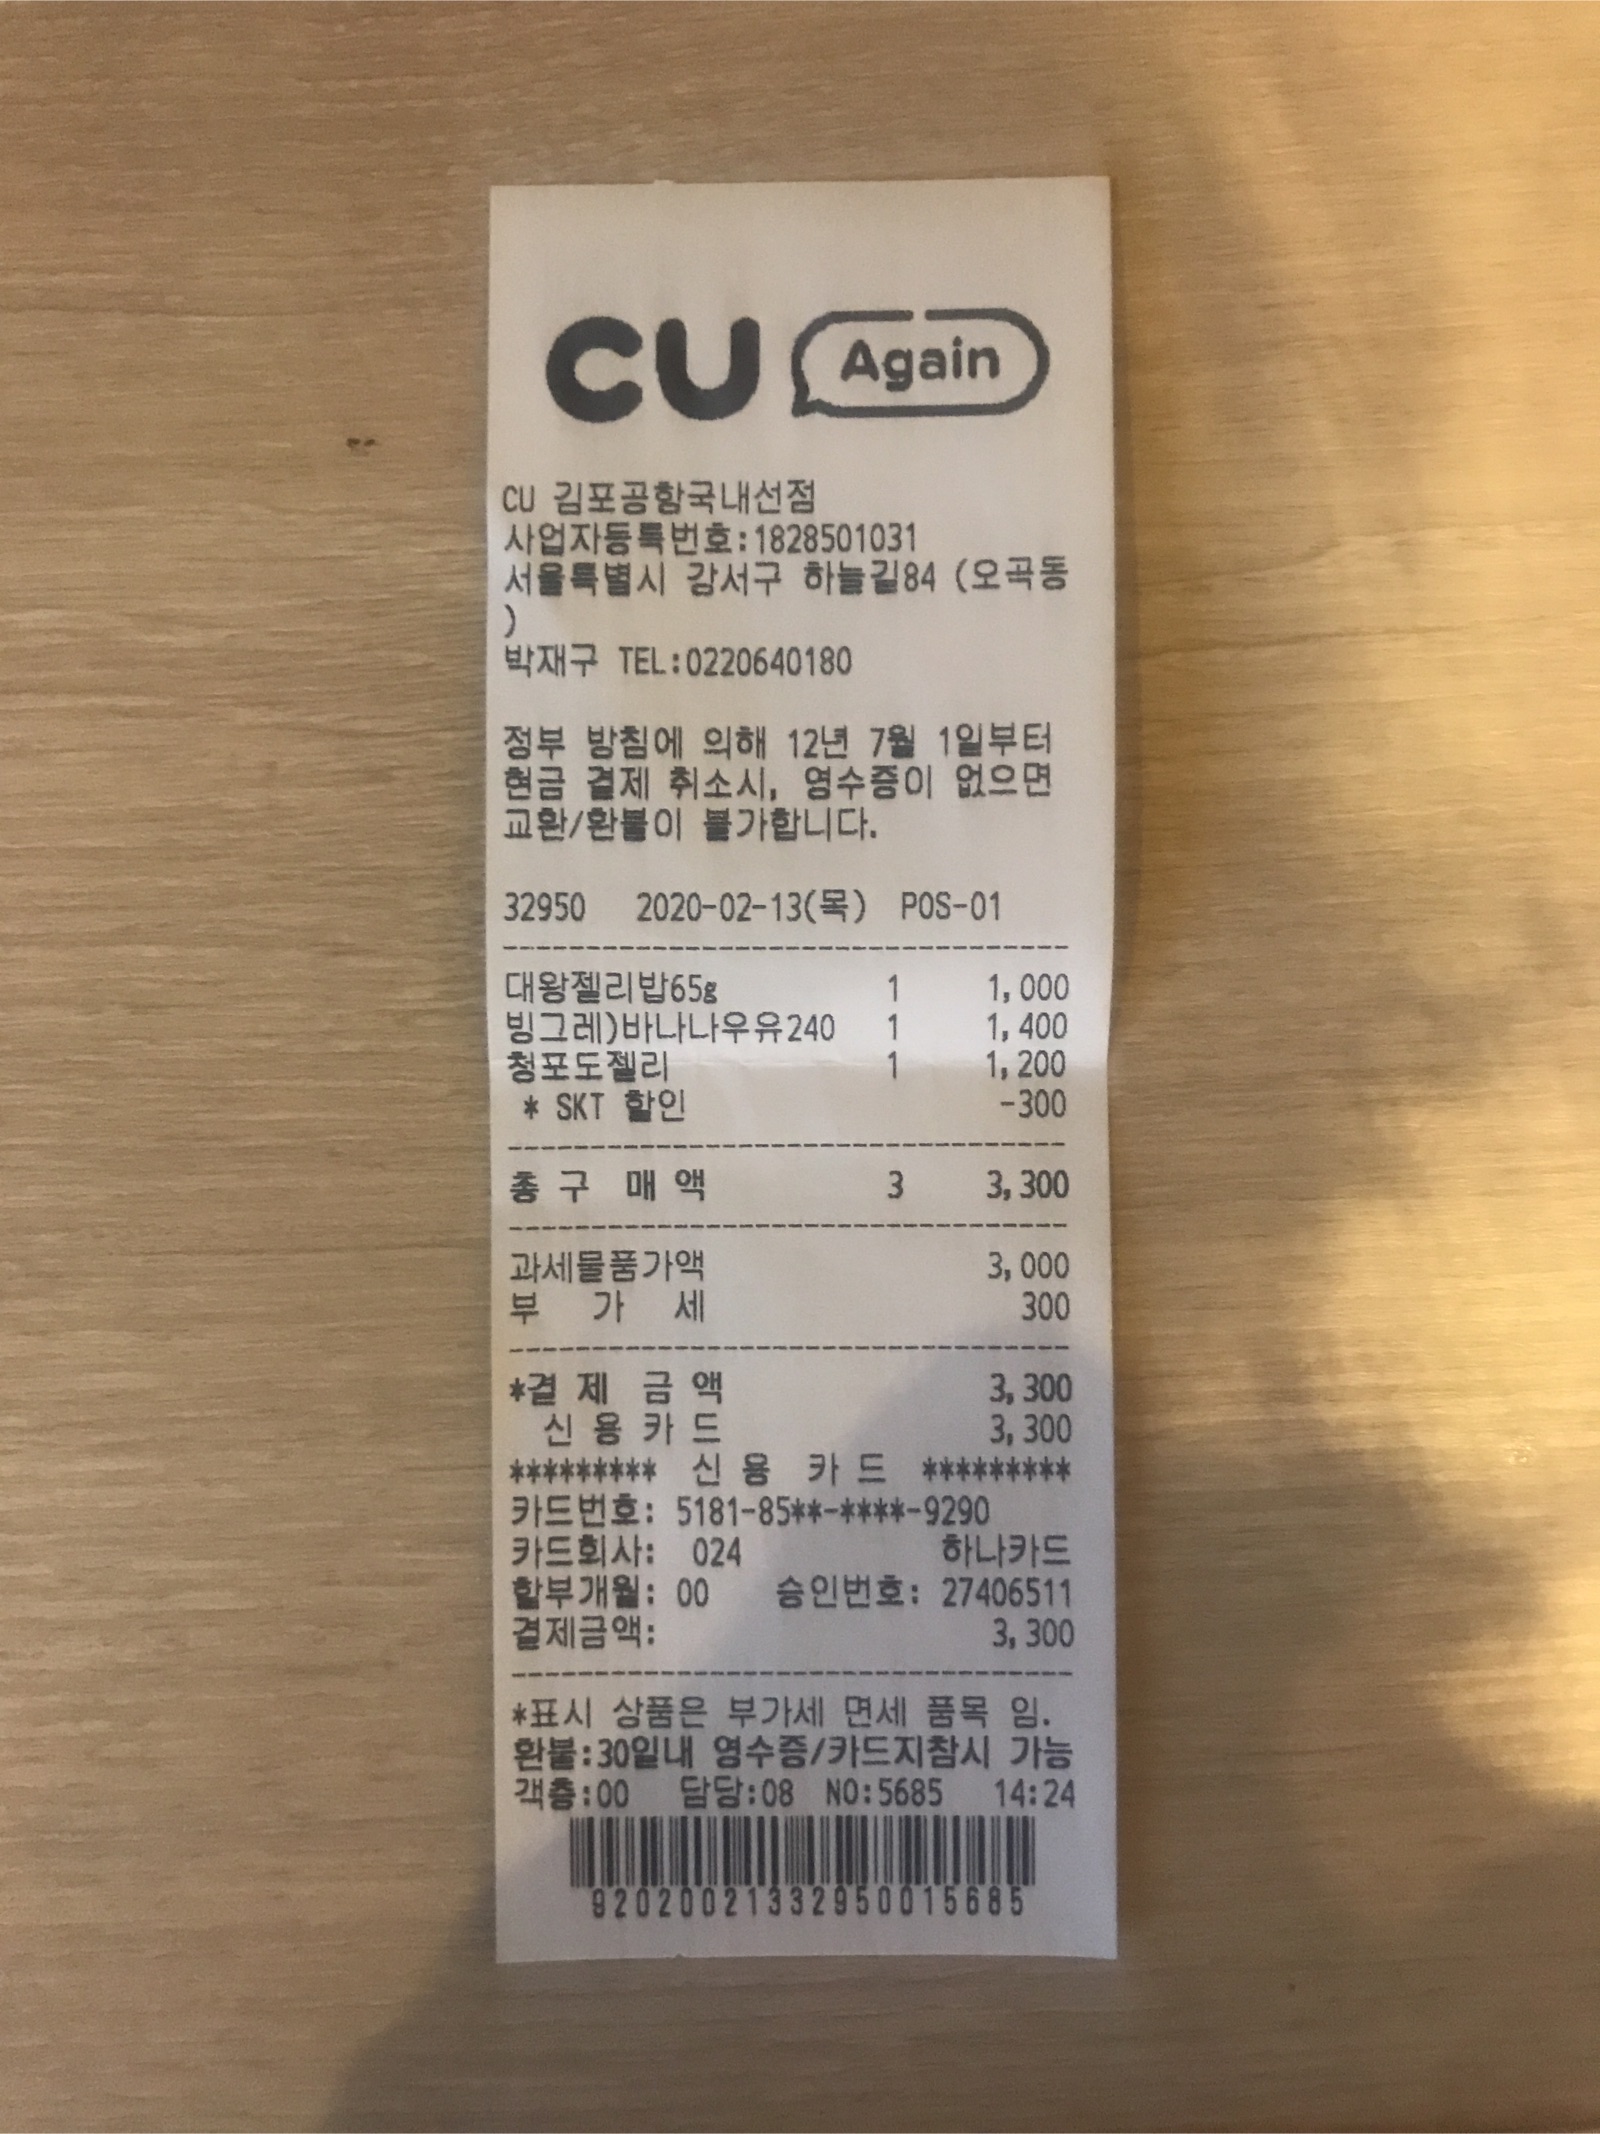 CU Again
CU 김포공항국내선점
사업자등록번호:1828501031
서울특별시 강서구 하늘길84 (오곡동
)
박재구 TEL:0220640180
정부 방침에 의해 12년 7월 1일부터
현금 결제 취소시, 영수증이 없으면
교환/환불이 불가합니다.
32950 2020-02-13(목) POS-01
--------------------------------
대왕젤리밥65g 1 1,000
빙그레)바나나우유240 1 1,400
청포도젤리 1 1,200
* SKT 할인 -300
--------------------------------
총 구 매 액 3 3,300
--------------------------------
과세물품가액 3,000
부 가 세 300
--------------------------------
*결 제 금 액 3,300
신 용 카 드 3,300
********* 신 용 카 드 *********
카드번호: 5181-85**-****-9290
카드회사: 024 하나카드
할부개월: 00 승인번호: 27406511
결제금액: 3,300
--------------------------------
*표시 상품은 부가세 면세 품목 임.
환불:30일내 영수증/카드지참시 가능
객층:00 담당:08 NO:5685 14:24
92020021332950015685